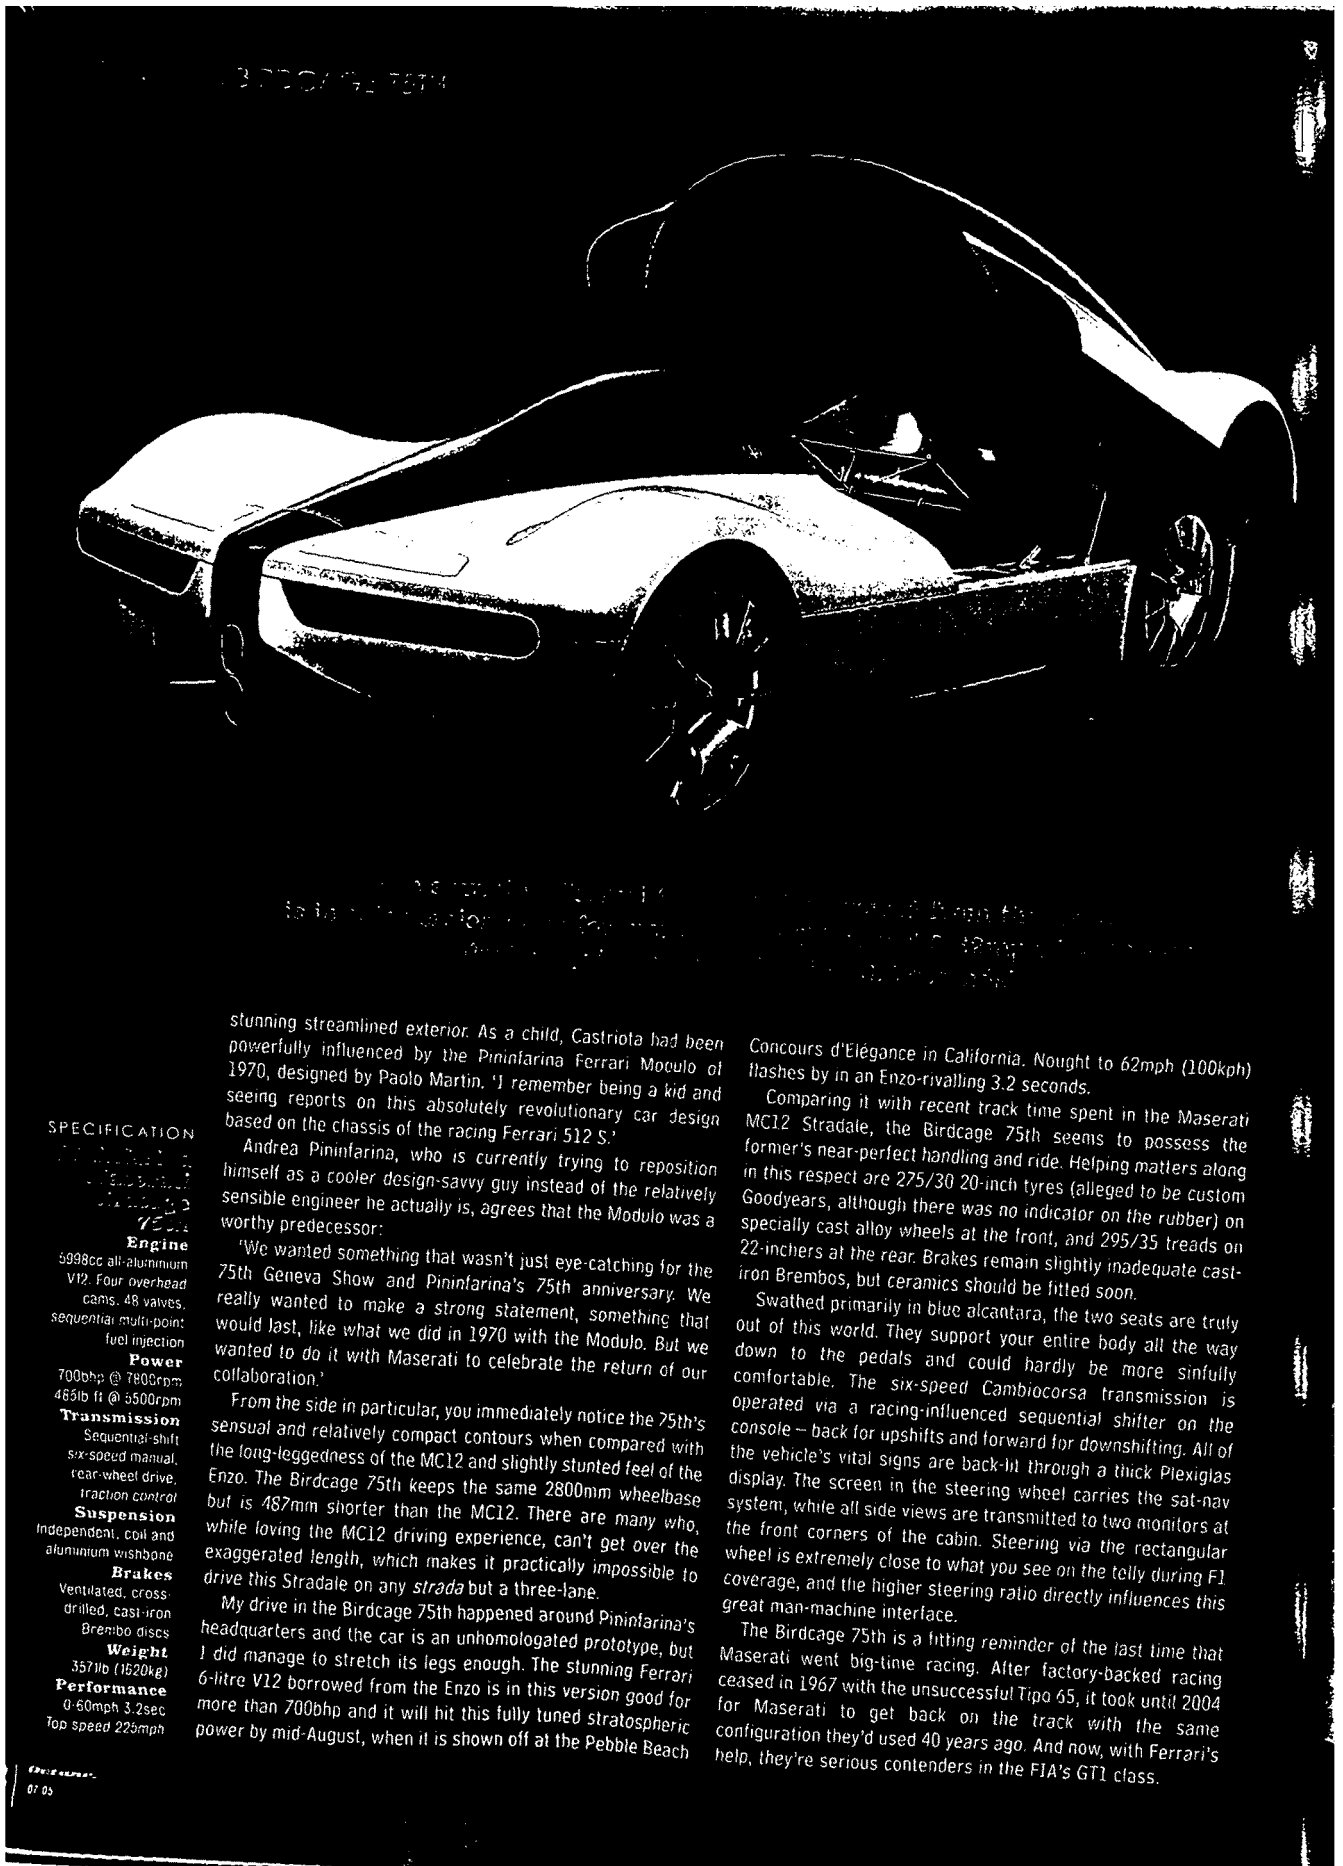 75TH
stunning streamlined exterior. As a child, Castriota had been
powerfully influenced by the Pininfarina Ferrari Modulo of
1970, designed by Paolo Martin. 'I remember being a kid and
seeing reports on this absolutely revolutionary car design
based on the chassis of the racing Ferrari 512 S.'
Andrea Pininfarina, who is currently trying to reposition
himself as a cooler design-savvy guy instead of the relatively
sensible engineer he actually is, agrees that the Modulo was a
worthy predecessor:
'We wanted something that wasn't just eye-catching for the
75th Geneva Show and Pininfarina's 75th anniversary. We
really wanted to make a strong statement, something that
would last, like what we did in 1970 with the Modulo. But we
wanted to do it with Maserati to celebrate the return of our
collaboration.'
From the side in particular, you immediately notice the 75th's
sensual and relatively compact contours when compared with
the long-leggedness of the MC12 and slightly stunted feel of the
Enzo. The Birdcage 75th keeps the same 2800mm wheelbase
but is 487mm shorter than the MC12. There are many who,
while loving the MC12 driving experience, can't get over the
exaggerated length, which makes it practically impossible to
drive this Stradale on any strada but a three-lane.
My drive in the Birdcage 75th happened around Pininfarina's
headquarters and the car is an unhomologated prototype, but
I did manage to stretch its legs enough. The stunning Ferrari
6-litre V12 borrowed from the Enzo is in this version good for
more than 700bhp and it will hit this fully tuned stratospheric
power by mid-August, when it is shown off at the Pebble Beach
Concours d'Elégance in California. Nought to 62mph (100kph)
flashes by in an Enzo-rivalling 3.2 seconds.
Comparing it with recent track time spent in the Maserati
MC12 Stradale, the Birdcage 75th seems to possess the
former's near-perfect handling and ride. Helping matters along
in this respect are 275/30 20-inch tyres (alleged to be custom
Goodyears, although there was no indicator on the rubber) on
specially cast alloy wheels at the front, and 295/35 treads on
22-inchers at the rear. Brakes remain slightly inadequate cast-
iron Brembos, but ceramics should be fitted soon.
Swathed primarily in blue alcantara, the two seats are truly
out of this world. They support your entire body all the way
down to the pedals and could hardly be more sinfully
comfortable. The six-speed Cambiocorsa transmission is
operated via a racing-influenced sequential shifter on the
console – back for upshifts and forward for downshifting. All of
the vehicle's vital signs are back-lit through a thick Plexiglas
display. The screen in the steering wheel carries the sat-nav
system, while all side views are transmitted to two monitors at
the front corners of the cabin. Steering via the rectangular
wheel is extremely close to what you see on the telly during F1
coverage, and the higher steering ratio directly influences this
great man-machine interface.
The Birdcage 75th is a fitting reminder of the last time that
Maserati went big-time racing. After factory-backed racing
ceased in 1967 with the unsuccessful Tipo 65, it took until 2004
for Maserati to get back on the track with the same
configuration they'd used 40 years ago. And now, with Ferrari's
help, they're serious contenders in the FIA's GT1 class.
SPECIFICATION
75th
Engine
5998cc all-aluminium
V12. Four overhead
cams, 48 valves,
sequential multi-point
fuel injection
Power
700bhp @ 7800rpm
485lb ft @ 5500rpm
Transmission
Sequential-shift
six-speed manual,
rear-wheel drive,
traction control
Suspension
Independent, coil and
aluminium wishbone
Brakes
Ventilated, cross-
drilled, cast-iron
Brembo discs
Weight
3571lb (1620kg)
Performance
0-60mph 3.2sec
Top speed 225mph
07 05